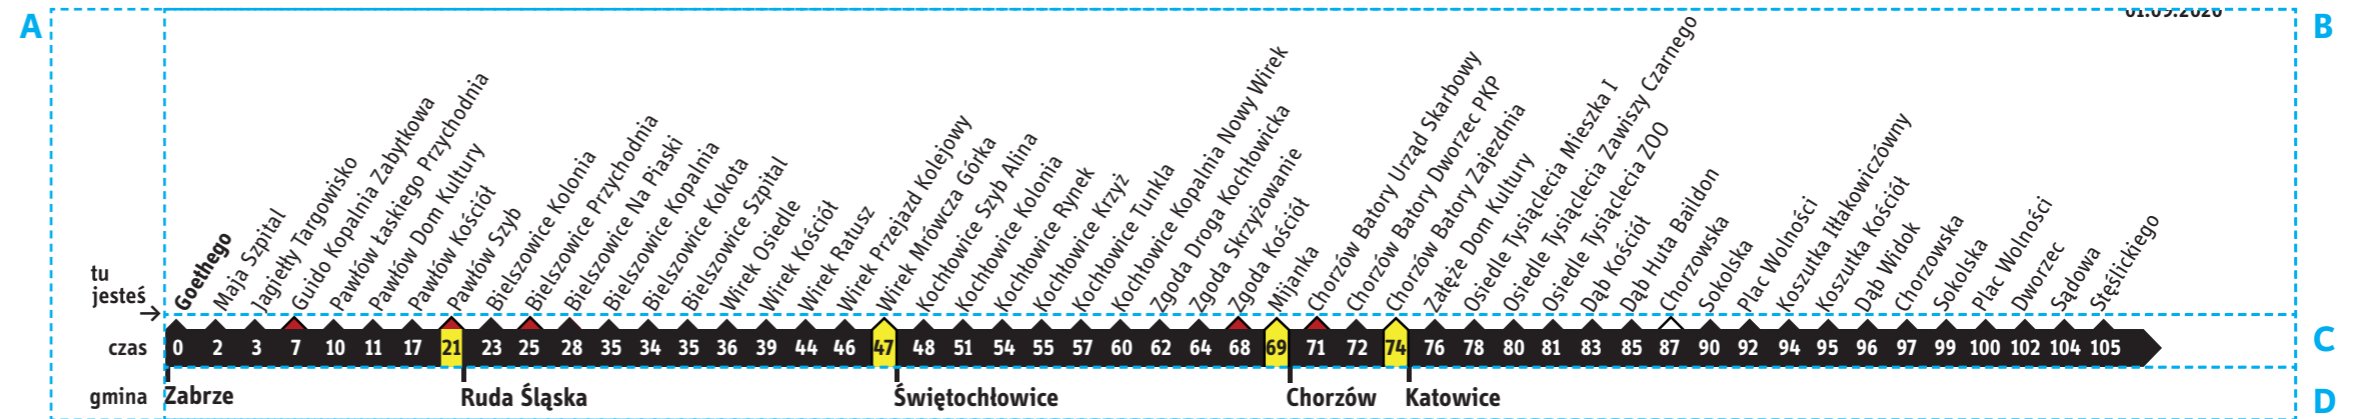 A
B
01.09.2020
tu
jesteś
Goethego
Maja Szpital
Jagiełły Targowisko
Guido Kopalnia Zabytkowa
Pawłów Łaskiego Przychodnia
Pawłów Dom Kultury
Pawłów Kościół
Pawłów Szyb
Bielszowice Kolonia
Bielszowice Przychodnia
Bielszowice Na Piaski
Bielszowice Kopalnia
Bielszowice Kokota
Bielszowice Szpital
Wirek Osiedle
Wirek Kościół
Wirek Ratusz
Wirek Przejazd Kolejowy
Wirek Mrówcza Górka
Kochłowice Szyb Alina
Kochłowice Kolonia
Kochłowice Rynek
Kochłowice Krzyż
Kochłowice Tunkla
Kochłowice Kopalnia Nowy Wirek
Zgoda Droga Kochłowicka
Zgoda Skrzyżowanie
Zgoda Kościół
Mijanka
Chorzów Batory Urząd Skarbowy
Chorzów Batory Dworzec PKP
Chorzów Batory Zajezdnia
Załęże Dom Kultury
Osiedle Tysiąclecia Mieszka I
Osiedle Tysiąclecia Zawiszy Czarnego
Osiedle Tysiąclecia ZOO
Dąb Kościół
Dąb Huta Baildon
Chorzowska
Sokolska
Plac Wolności
Koszutka Iłłakowiczówny
Koszutka Kościół
Dąb Widok
Chorzowska
Sokolska
Plac Wolności
Dworzec
Sądowa
Stęślickiego
czas 0 2 3 7 10 11 17 21 23 25 28 35 34 35 36 39 44 46 47 48 51 54 55 57 60 62 64 68 69 71 72 74 76 78 80 81 83 85 87 90 92 94 95 96 97 99 100 102 104 105
C
gmina Zabrze Ruda Śląska Świętochłowice Chorzów Katowice
D